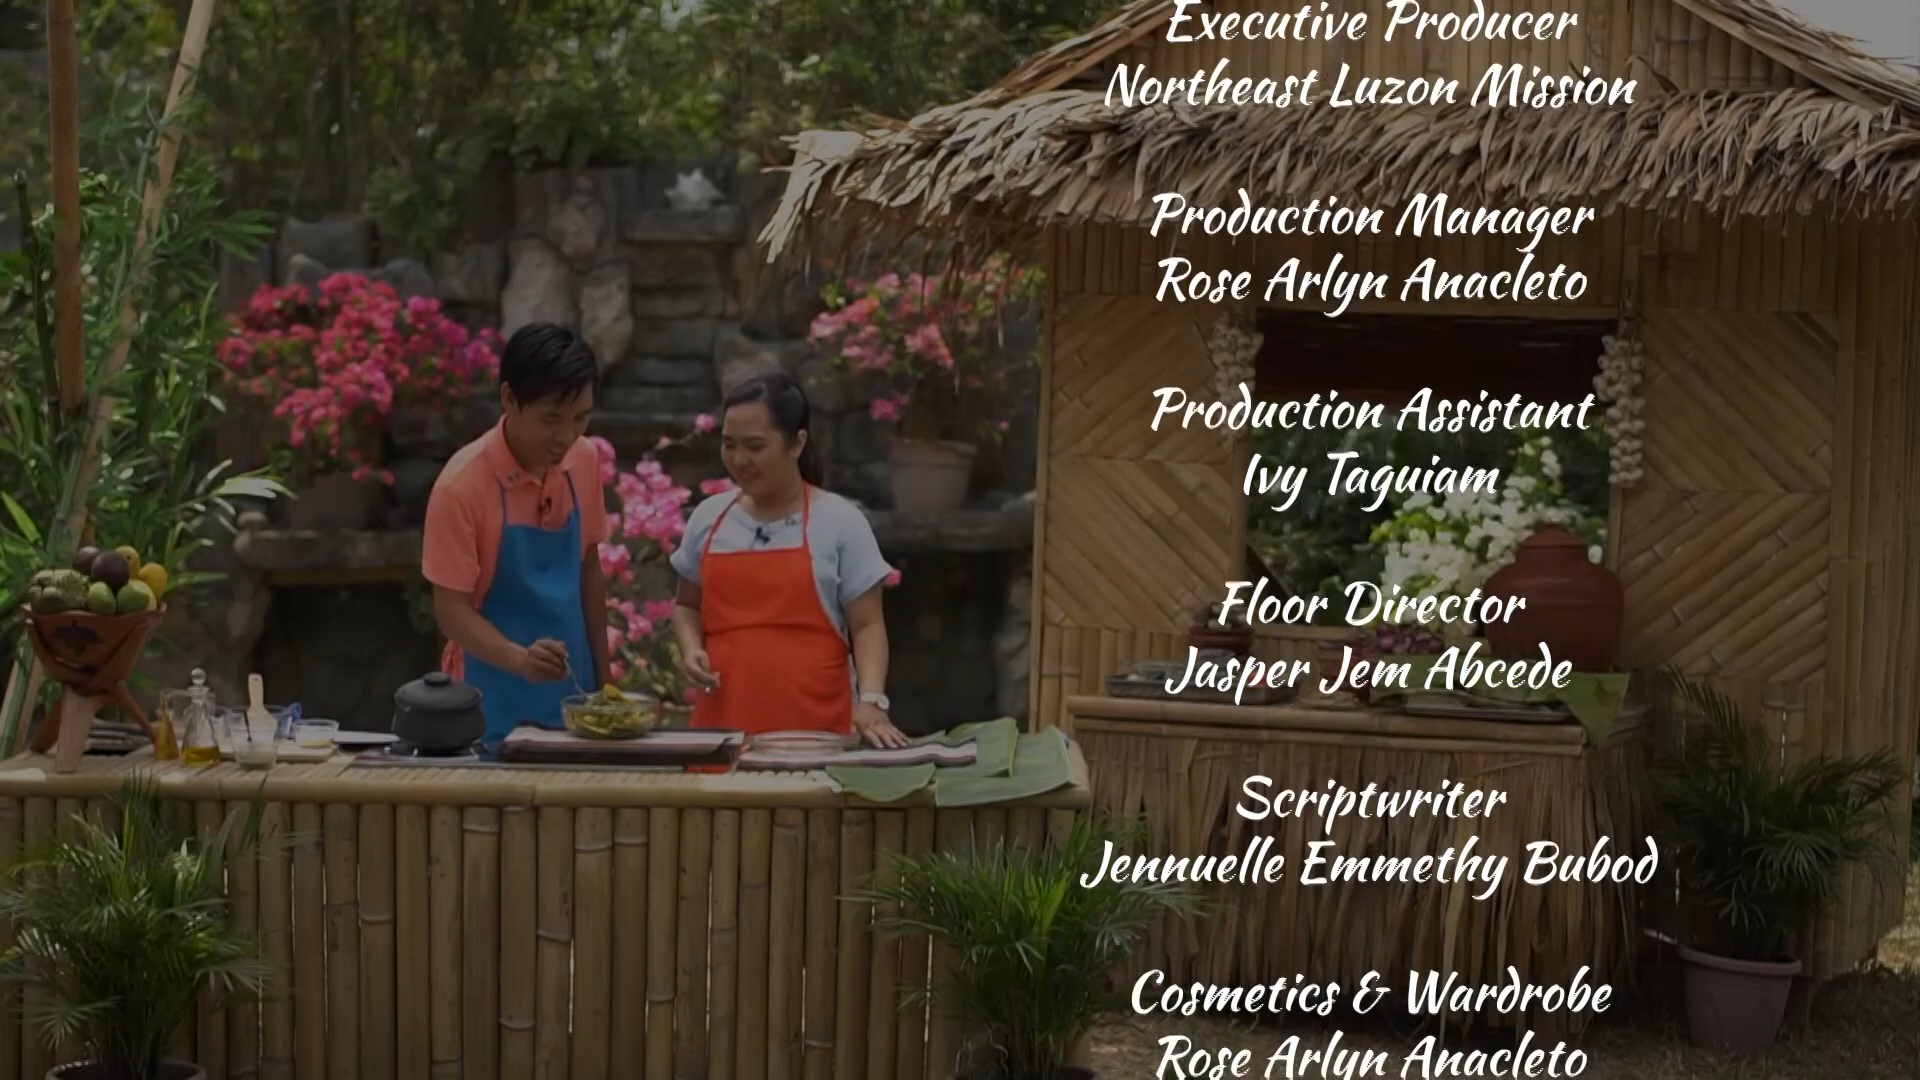 Executive Producer
Northeast Luzon Mission
Production Manager
Rose Arlyn Anacleto
Production Assistant
Ivy Taguiam
Floor Director
Jasper Jem Abcede
Scriptwriter
Jennuelle Emmethy Bubod
Cosmetics & Wardrobe
Rose Arlyn Anacleto